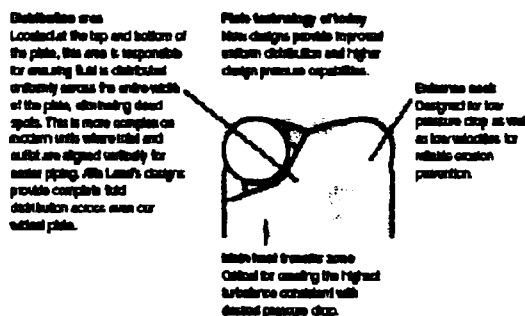 Distribution area
Located at the top and bottom of
the plate, this area is responsible
for ensuring fluid is distributed
uniformly across the entire width
of the plate, eliminating dead
spots. This is more complex on
modern units where inlet and
outlet are aligned vertically for
easier piping. Alfa Laval's designs
provide complete fluid
distribution across even our
widest plate.
Plate technology of today
New designs provide improved
uniform distribution and higher
design pressure capabilities.
Entrance neck
Designed for low
pressure drop as well
as low velocities for
reliable erosion
prevention.
Main heat transfer zone
Critical for creating the highest
turbulence consistent with
desired pressure drop.